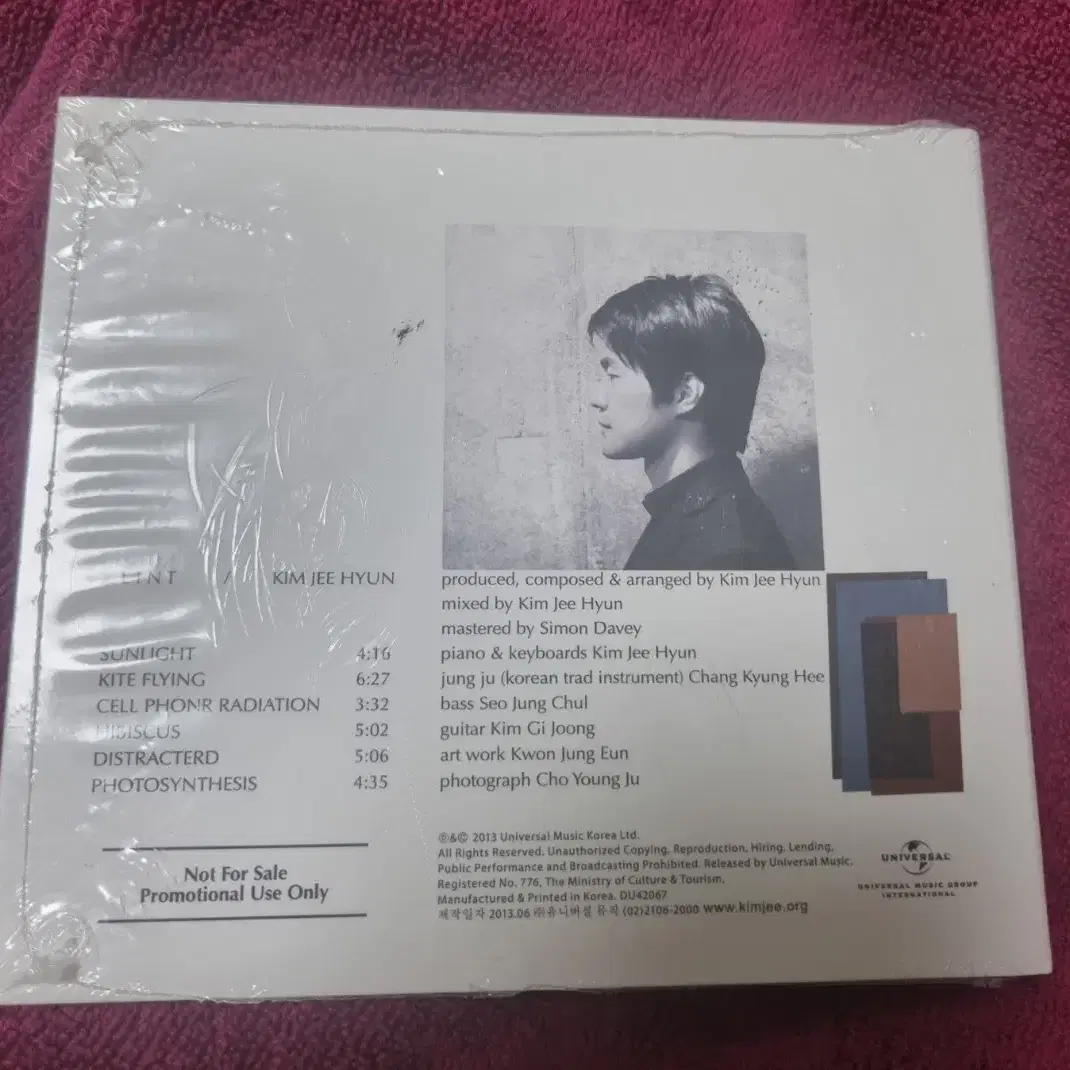 HINT / KIM JEE HYUN
SUNLIGHT 4:16
KITE FLYING 6:27
CELL PHONR RADIATION 3:32
HIBISCUS 5:02
DISTRACTERD 5:06
PHOTOSYNTHESIS 4:35
Not For Sale
Promotional Use Only
produced, composed & arranged by Kim Jee Hyun
mixed by Kim Jee Hyun
mastered by Simon Davey
piano & keyboards Kim Jee Hyun
jung ju (korean trad instrument) Chang Kyung Hee
bass Seo Jung Chul
guitar Kim Gi Joong
art work Kwon Jung Eun
photograph Cho Young Ju
℗&© 2013 Universal Music Korea Ltd.
All Rights Reserved. Unauthorized Copying, Reproduction, Hiring, Lending,
Public Performance and Broadcasting Prohibited. Released by Universal Music.
Registered No. 776, The Ministry of Culture & Tourism.
Manufactured & Printed in Korea. DU42067
제작일자 2013.06 ㈜유니버설 뮤직 (02)2106-2000 www.kimjee.org
UNIVERSAL
UNIVERSAL MUSIC GROUP
INTERNATIONAL